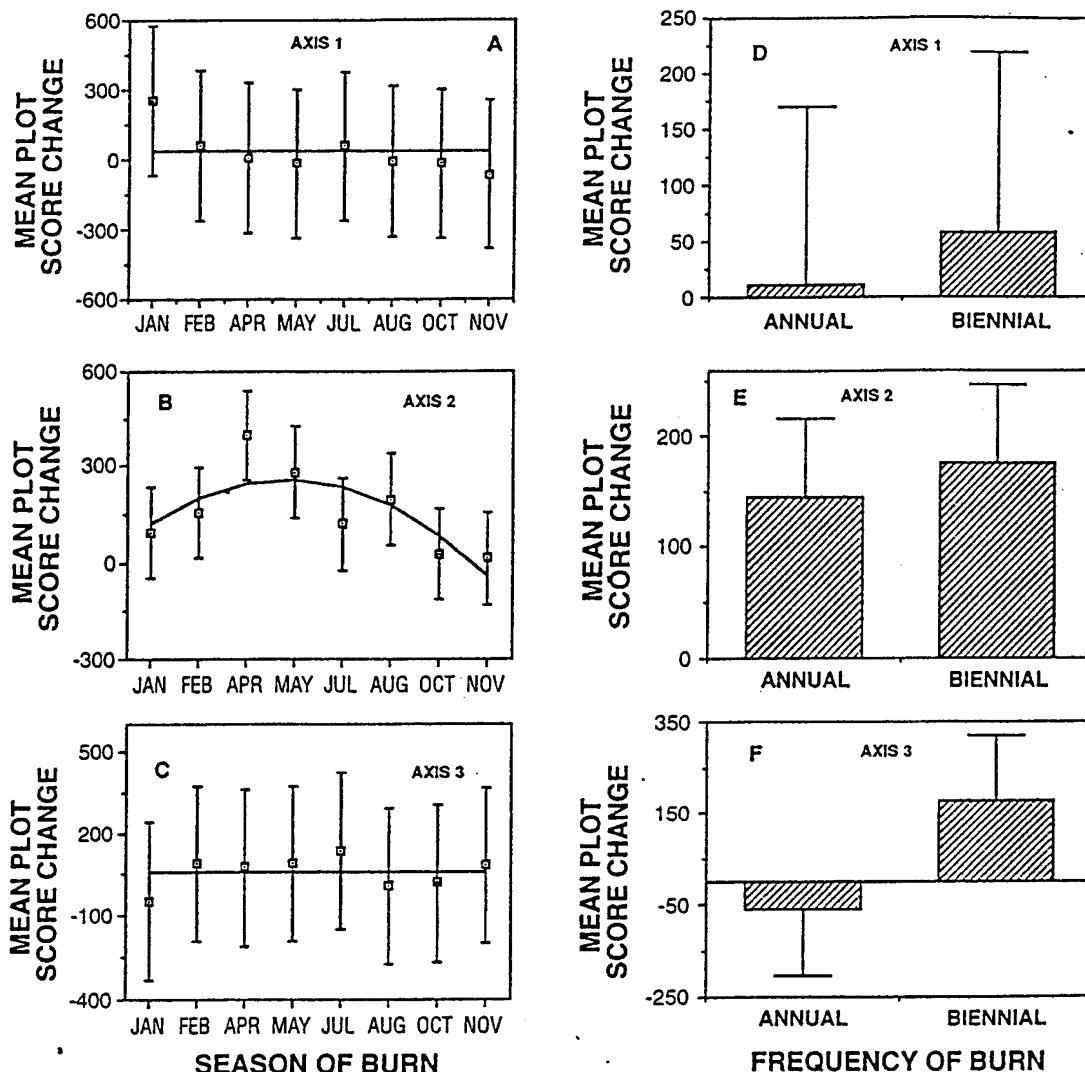 MEAN PLOT
SCORE CHANGE
600
300
0
-300
-600
AXIS 1
A
JAN FEB APR MAY JUL AUG OCT NOV
MEAN PLOT
SCORE CHANGE
250
200
150
100
50
0
D
AXIS 1
ANNUAL BIENNIAL
MEAN PLOT
SCORE CHANGE
600
300
0
-300
B
AXIS 2
JAN FEB APR MAY JUL AUG OCT NOV
MEAN PLOT
SCORE CHANGE
200
100
0
E
AXIS 2
ANNUAL BIENNIAL
MEAN PLOT
SCORE CHANGE
500
200
-100
-400
C
AXIS 3
JAN FEB APR MAY JUL AUG OCT NOV
SEASON OF BURN
MEAN PLOT
SCORE CHANGE
350
150
-50
-250
F
AXIS 3
ANNUAL BIENNIAL
FREQUENCY OF BURN